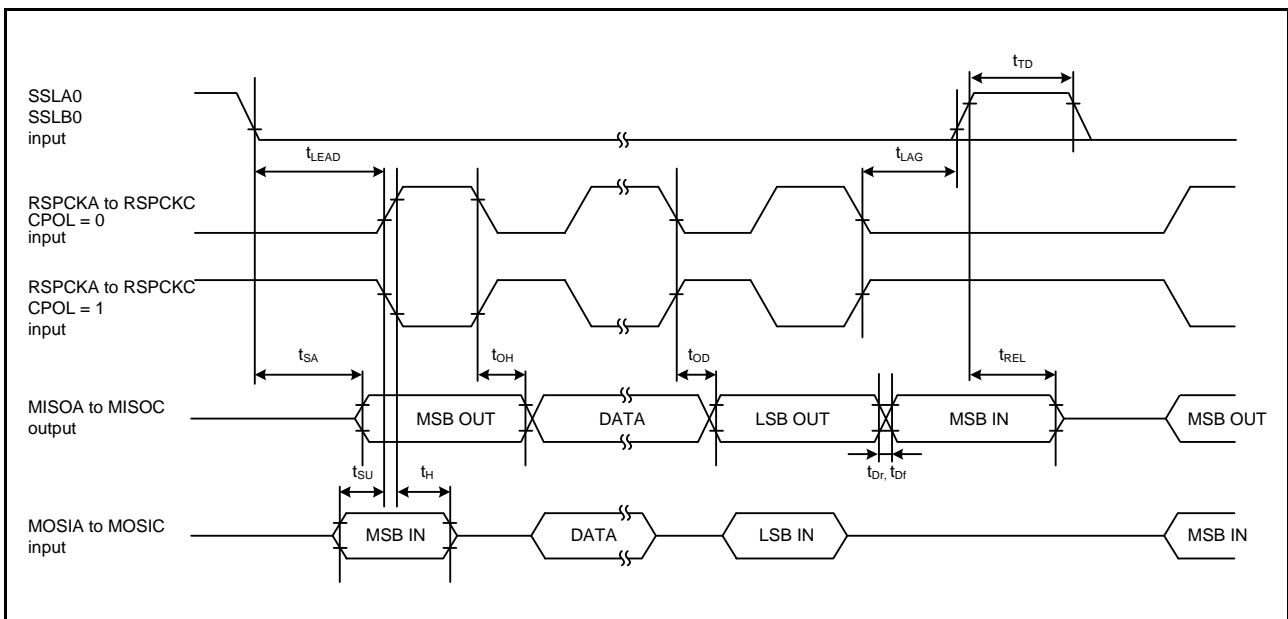 tTD
SSLA0
SSLB0
input
tLEAD
tLAG
RSPCKA to RSPCKC
CPOL = 0
input
RSPCKA to RSPCKC
CPOL = 1
input
tSA
tOH
tOD
tREL
MISOA to MISOC
output
MSB OUT
DATA
LSB OUT
MSB IN
MSB OUT
tSU
tH
tDr, tDf
MOSIA to MOSIC
input
MSB IN
DATA
LSB IN
MSB IN